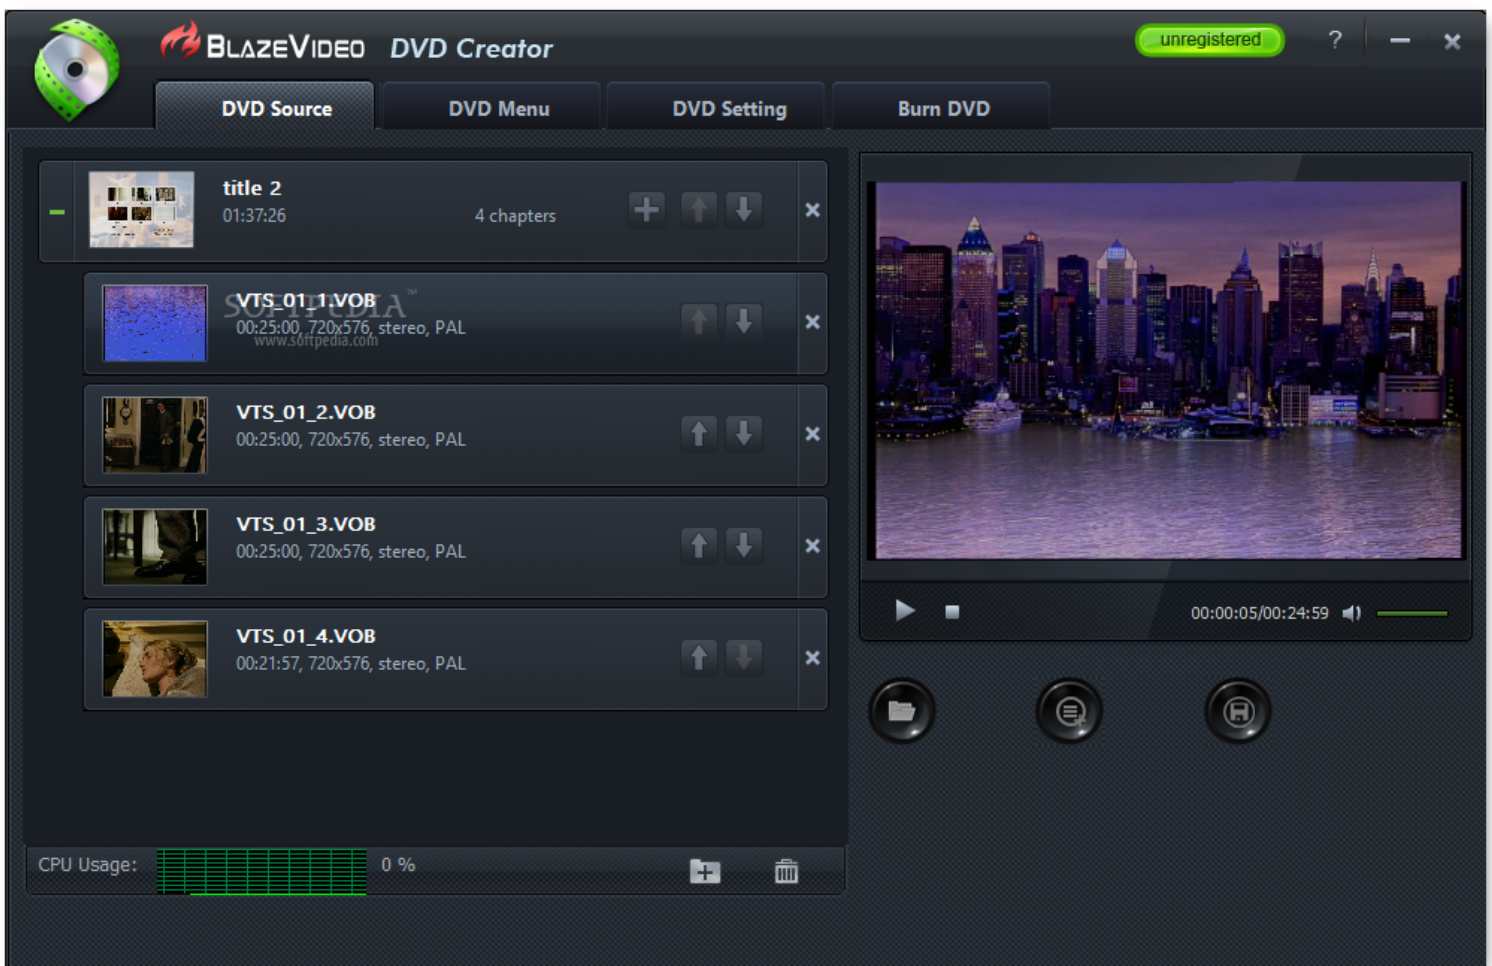 BLAZEVIDEO DVD Creator
unregistered
?
DVD Source
DVD Menu
DVD Setting
Burn DVD
title 2
01:37:26
4 chapters
VTS_01_1.VOB
SOFTPEDIA™
00:25:00, 720x576, stereo, PAL
www.softpedia.com
VTS_01_2.VOB
00:25:00, 720x576, stereo, PAL
VTS_01_3.VOB
00:25:00, 720x576, stereo, PAL
VTS_01_4.VOB
00:21:57, 720x576, stereo, PAL
00:00:05/00:24:59
CPU Usage:
0 %